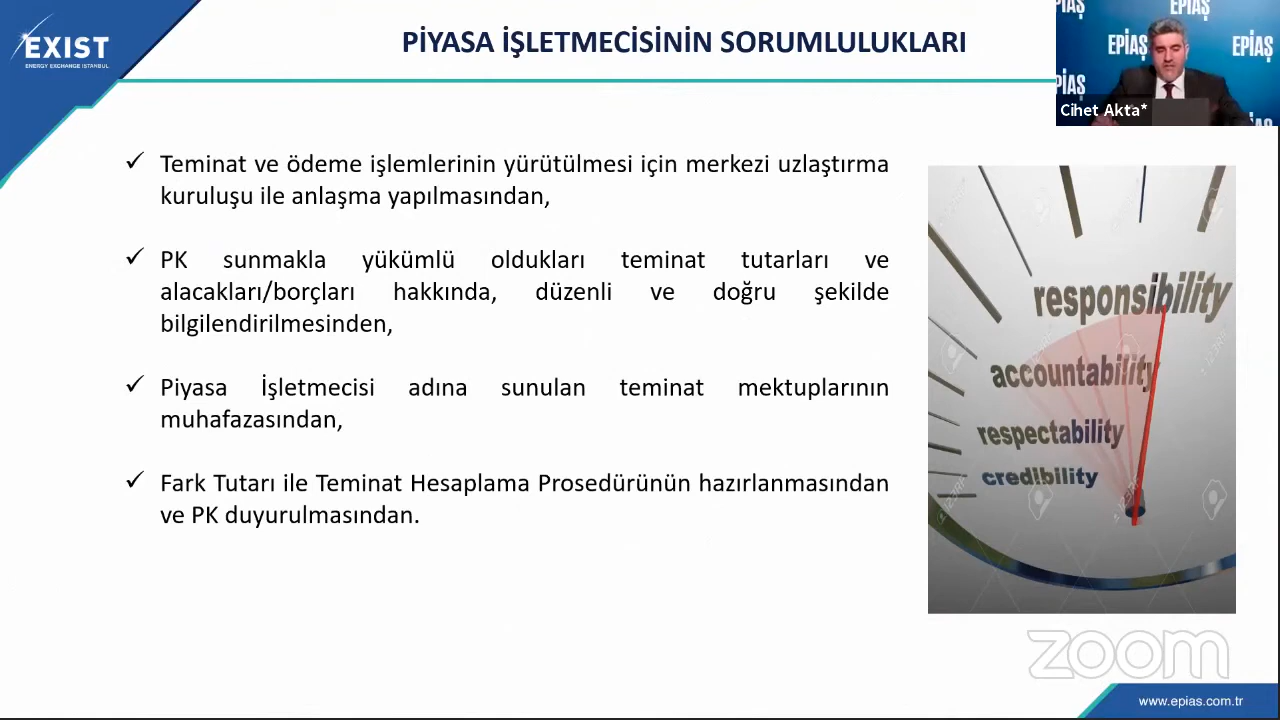 EXIST
ENERGY EXCHANGE ISTANBUL
PİYASA İŞLETMECİSİNİN SORUMLULUKLARI
EPİAŞ
EPİAŞ
EPİAŞ
Cihet Akta*
✓ Teminat ve ödeme işlemlerinin yürütülmesi için merkezi uzlaştırma
kuruluşu ile anlaşma yapılmasından,
✓ PK sunmakla yükümlü oldukları teminat tutarları ve
alacakları/borçları hakkında, düzenli ve doğru şekilde
bilgilendirilmesinden,
✓ Piyasa İşletmecisi adına sunulan teminat mektuplarının
muhafazasından,
✓ Fark Tutarı ile Teminat Hesaplama Prosedürünün hazırlanmasından
ve PK duyurulmasından.
responsibility
accountability
respectability
credibility
zoom
www.epias.com.tr